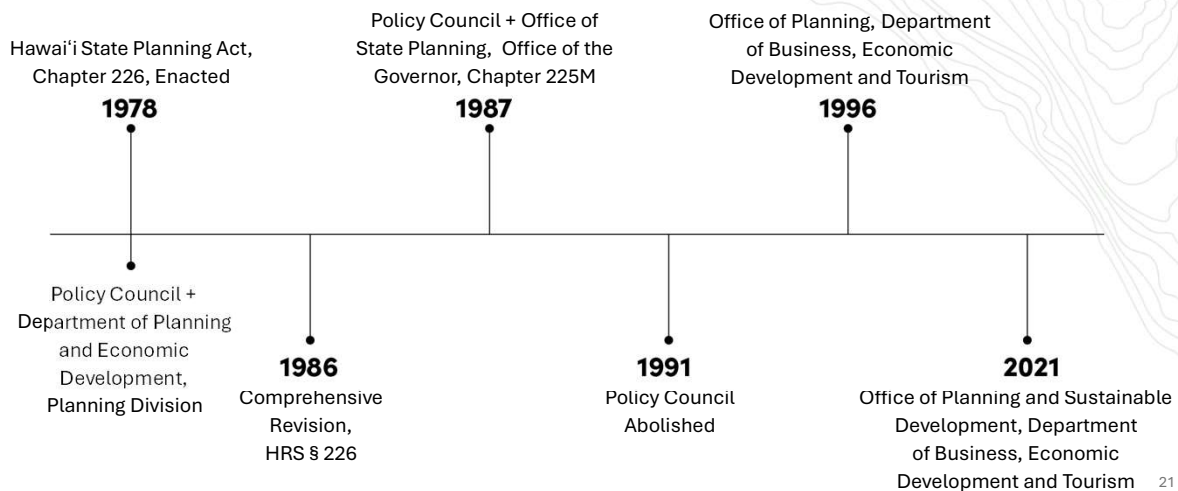 Hawaiʻi State Planning Act,
Chapter 226, Enacted
1978
Policy Council +
Department of Planning
and Economic
Development,
Planning Division
1986
Comprehensive
Revision,
HRS § 226
Policy Council + Office of
State Planning, Office of the
Governor, Chapter 225M
1987
1991
Policy Council
Abolished
Office of Planning, Department
of Business, Economic
Development and Tourism
1996
2021
Office of Planning and Sustainable
Development, Department
of Business, Economic
Development and Tourism
21